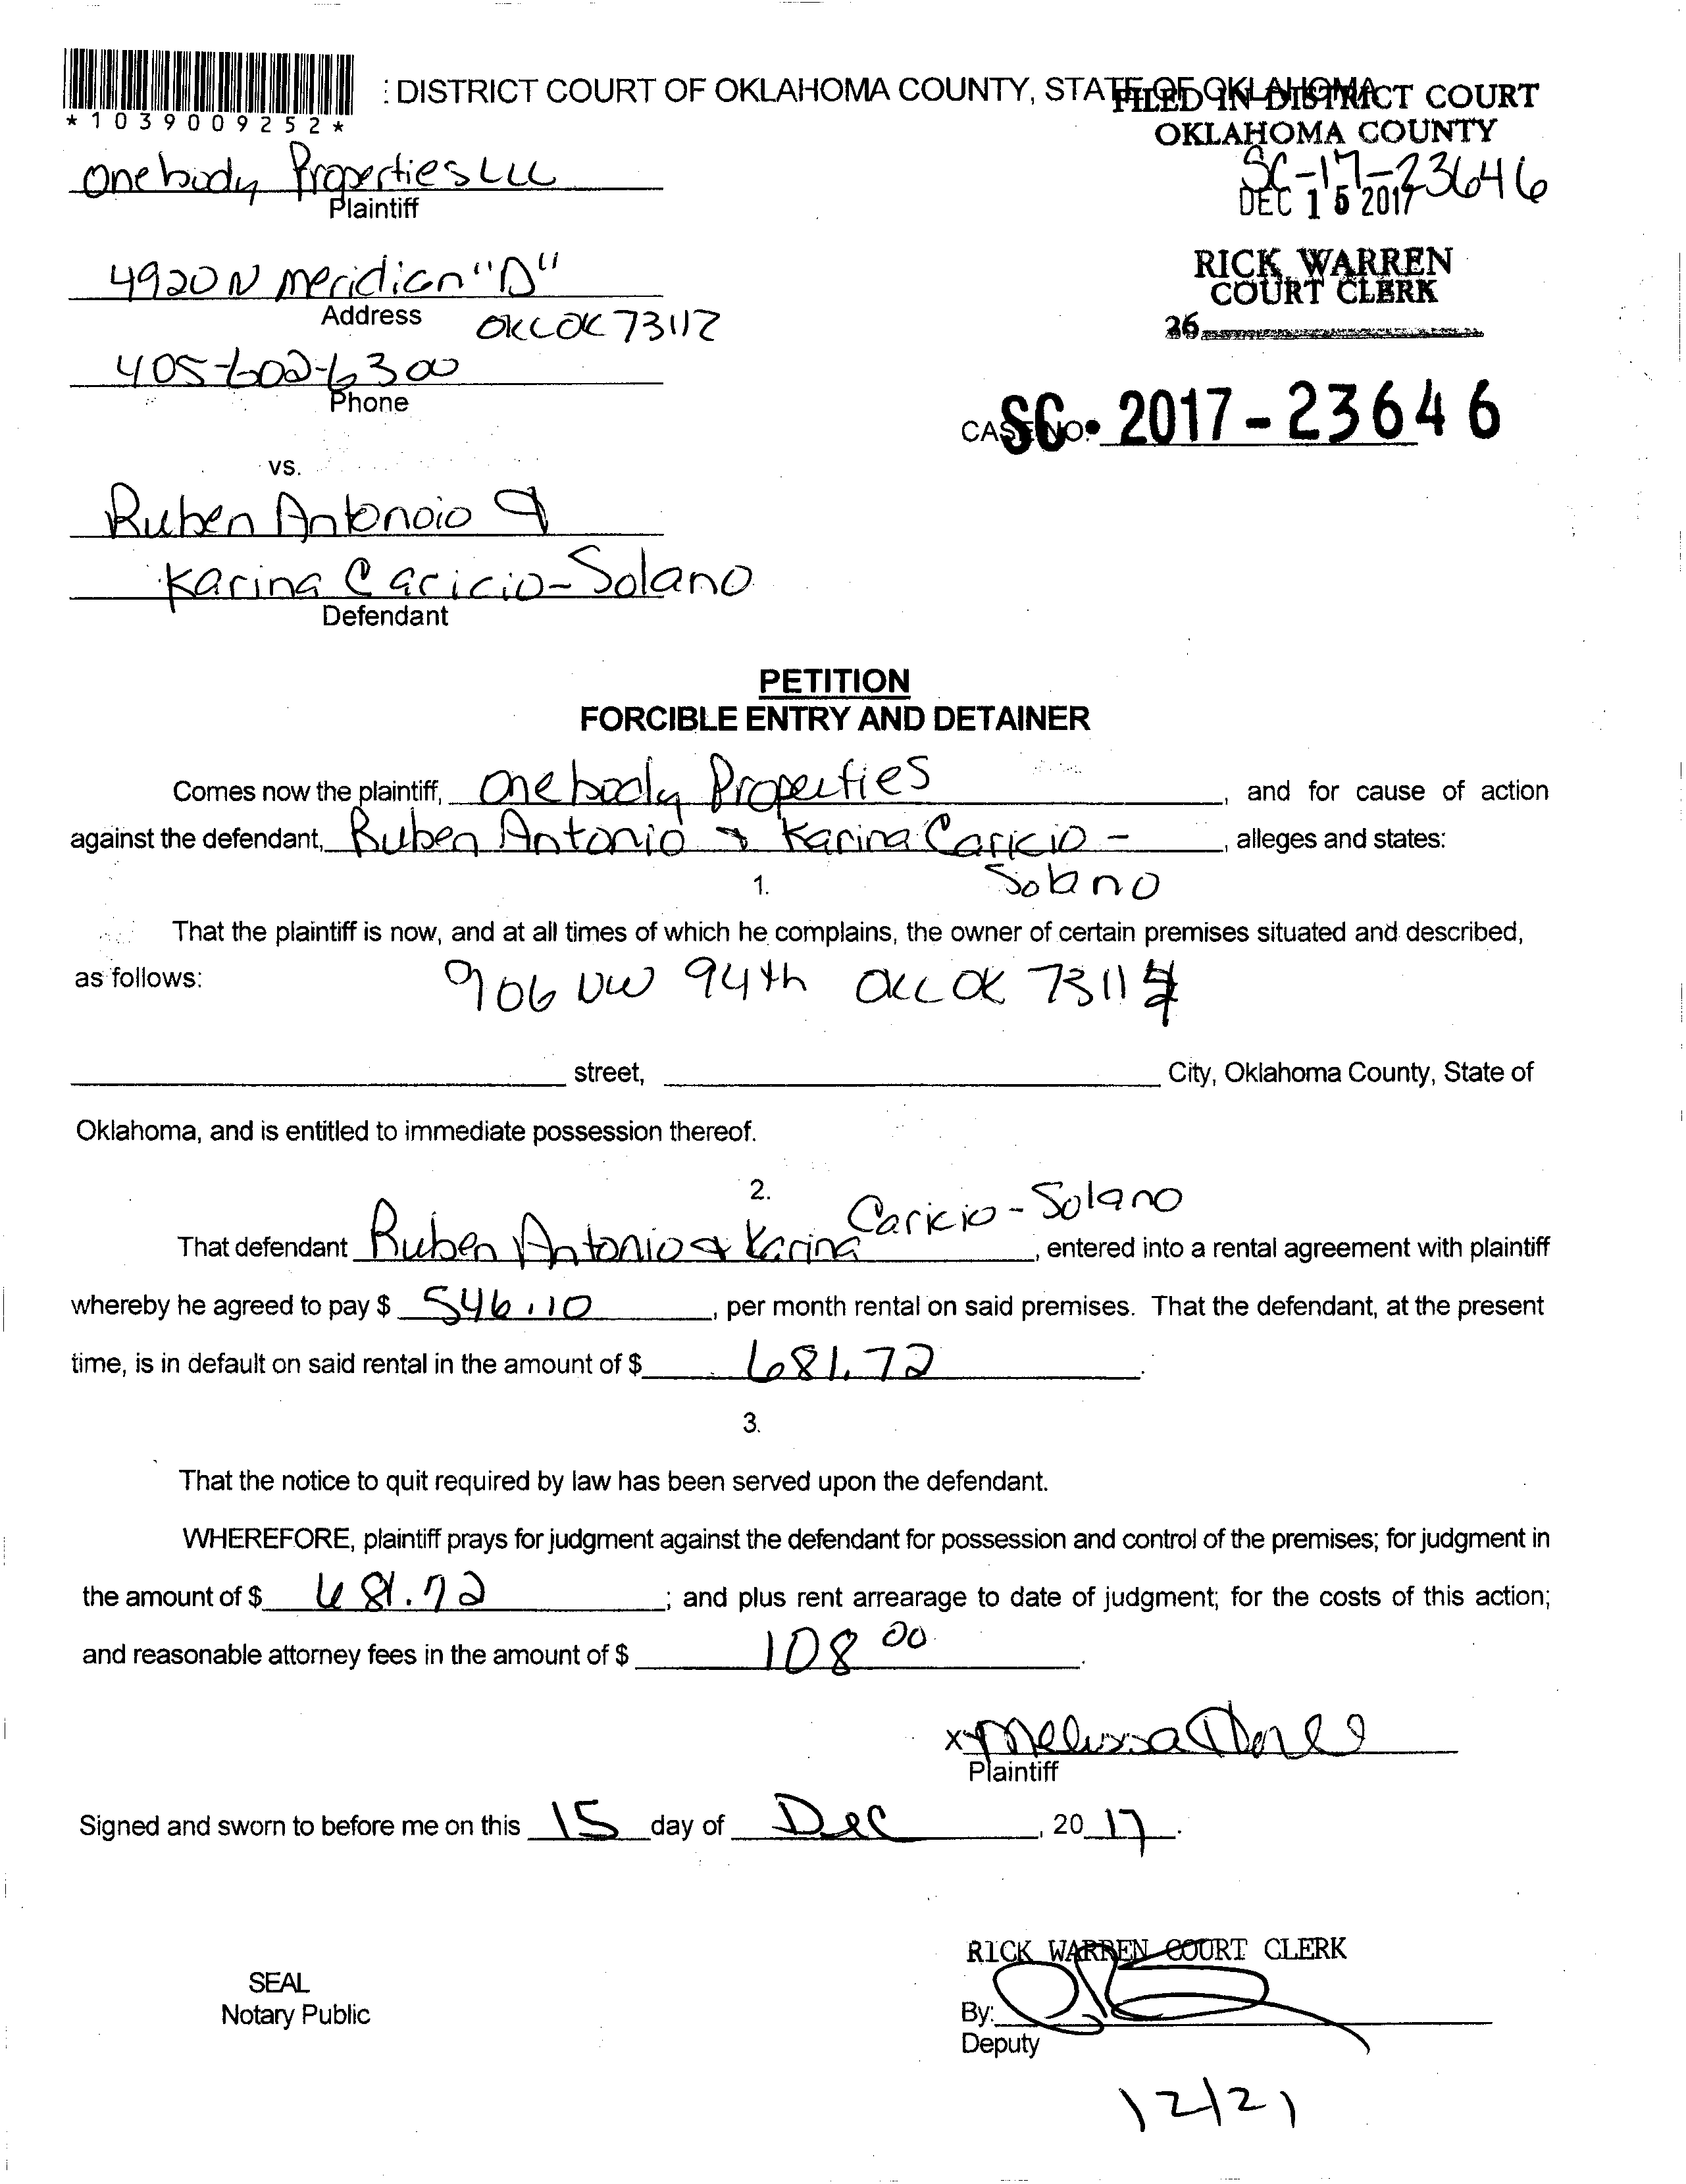 : DISTRICT COURT OF OKLAHOMA COUNTY, STATE OF OKLAHOMA
*1039009252*
FILED IN DISTRICT COURT
OKLAHOMA COUNTY
SC-17-23646
DEC 15 2017
RICK WARREN
COURT CLERK
36
CASE NO. SC • 2017 - 23646
One body Properties LLC
Plaintiff
4920 N Meridian "D"
Address
OKC OK 73112
405-602-6300
Phone
vs.
Ruben Antonoio &
Karina Caricio-Solano
Defendant
PETITION
FORCIBLE ENTRY AND DETAINER
Comes now the plaintiff, One body Properties, and for cause of action
against the defendant, Ruben Antonio & Karina Caricio - , alleges and states:
Solano
1.
That the plaintiff is now, and at all times of which he complains, the owner of certain premises situated and described,
as follows: 906 NW 94th OKC OK 7311
street, City, Oklahoma County, State of
Oklahoma, and is entitled to immediate possession thereof.
2.
Caricio - Solano
That defendant Ruben Antonio & Karina, entered into a rental agreement with plaintiff
whereby he agreed to pay $ 546.10, per month rental on said premises. That the defendant, at the present
time, is in default on said rental in the amount of $ 681.72.
3.
That the notice to quit required by law has been served upon the defendant.
WHEREFORE, plaintiff prays for judgment against the defendant for possession and control of the premises; for judgment in
the amount of $ 681.72; and plus rent arrearage to date of judgment; for the costs of this action;
and reasonable attorney fees in the amount of $ 108 00.
x Melissa
Plaintiff
Signed and sworn to before me on this 15 day of Dec, 20 17.
RICK WARREN COURT CLERK
SEAL
Notary Public
By:
Deputy
12/21